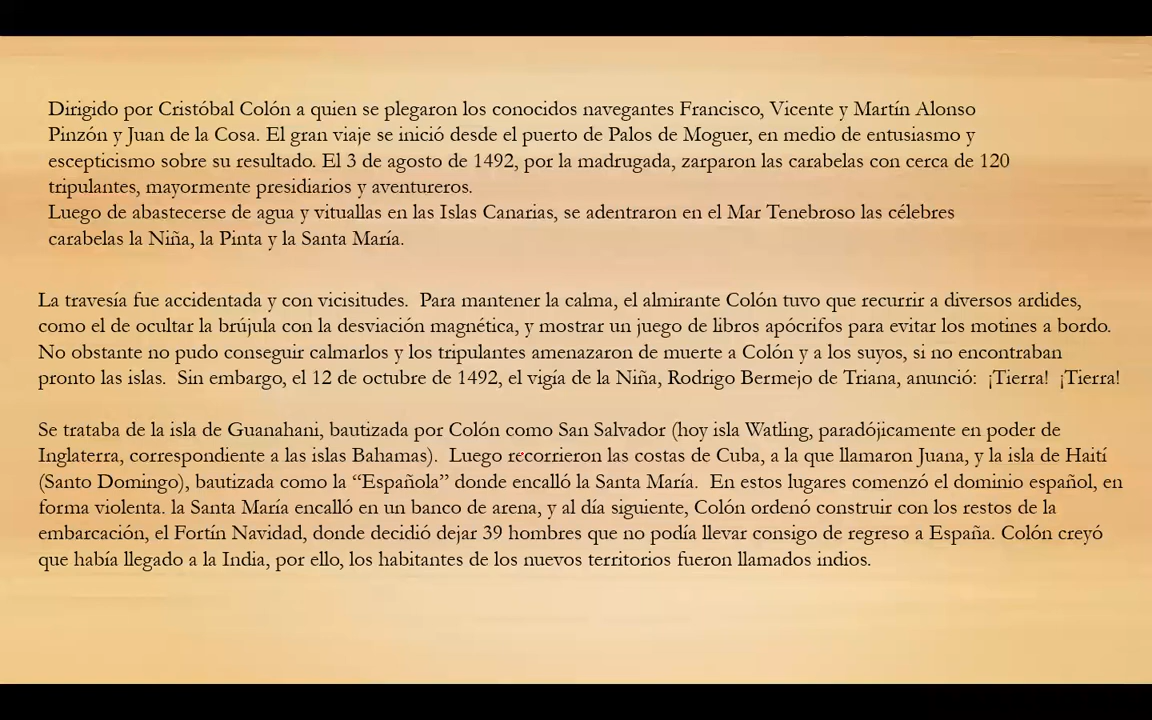 Dirigido por Cristóbal Colón a quien se plegaron los conocidos navegantes Francisco, Vicente y Martín Alonso
Pinzón y Juan de la Cosa. El gran viaje se inició desde el puerto de Palos de Moguer, en medio de entusiasmo y
escepticismo sobre su resultado. El 3 de agosto de 1492, por la madrugada, zarparon las carabelas con cerca de 120
tripulantes, mayormente presidiarios y aventureros.
Luego de abastecerse de agua y vituallas en las Islas Canarias, se adentraron en el Mar Tenebroso las célebres
carabelas la Niña, la Pinta y la Santa María.
La travesía fue accidentada y con vicisitudes.  Para mantener la calma, el almirante Colón tuvo que recurrir a diversos ardides,
como el de ocultar la brújula con la desviación magnética, y mostrar un juego de libros apócrifos para evitar los motines a bordo.
No obstante no pudo conseguir calmarlos y los tripulantes amenazaron de muerte a Colón y a los suyos, si no encontraban
pronto las islas.  Sin embargo, el 12 de octubre de 1492, el vigía de la Niña, Rodrigo Bermejo de Triana, anunció:  ¡Tierra!  ¡Tierra!
Se trataba de la isla de Guanahani, bautizada por Colón como San Salvador (hoy isla Watling, paradójicamente en poder de
Inglaterra, correspondiente a las islas Bahamas).  Luego recorrieron las costas de Cuba, a la que llamaron Juana, y la isla de Haití
(Santo Domingo), bautizada como la “Española” donde encalló la Santa María.  En estos lugares comenzó el dominio español, en
forma violenta. la Santa María encalló en un banco de arena, y al día siguiente, Colón ordenó construir con los restos de la
embarcación, el Fortín Navidad, donde decidió dejar 39 hombres que no podía llevar consigo de regreso a España. Colón creyó
que había llegado a la India, por ello, los habitantes de los nuevos territorios fueron llamados indios.